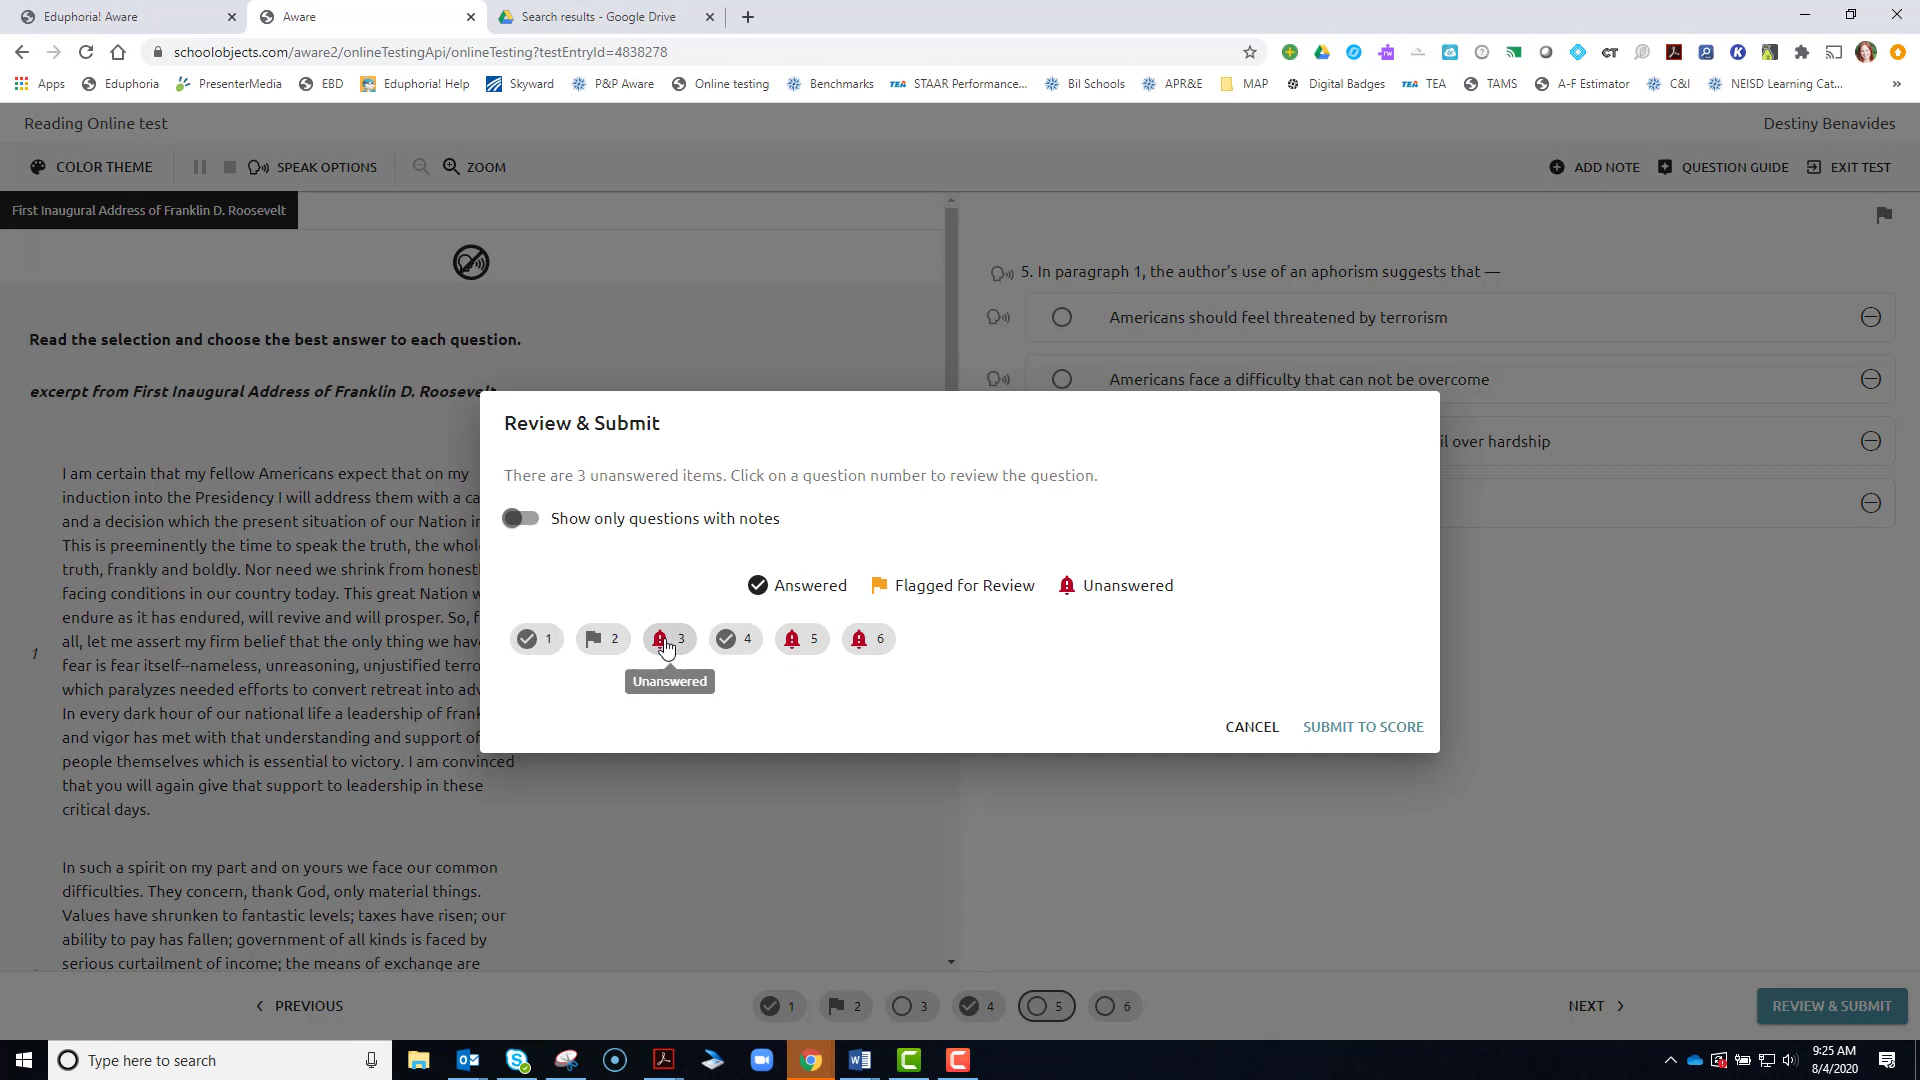 Eduphoria! Aware
Aware
Search results - Google Drive
schoolobjects.com/aware2/onlineTestingApi/onlineTesting?testEntryId=4838278
Apps
Eduphoria
PresenterMedia
EBD
Eduphoria! Help
Skyward
P&P Aware
Online testing
Benchmarks
TEA STAAR Performance...
Bil Schools
APR&E
MAP
Digital Badges
TEA TEA
TAMS
A-F Estimator
C&I
NEISD Learning Cat...
Reading Online test
Destiny Benavides
COLOR THEME
SPEAK OPTIONS
ZOOM
ADD NOTE
QUESTION GUIDE
EXIT TEST
First Inaugural Address of Franklin D. Roosevelt
5. In paragraph 1, the author's use of an aphorism suggests that —
Americans should feel threatened by terrorism
Americans face a difficulty that can not be overcome
il over hardship
Read the selection and choose the best answer to each question.
excerpt from First Inaugural Address of Franklin D. Roosevelt
I am certain that my fellow Americans expect that on my
induction into the Presidency I will address them with a ca
and a decision which the present situation of our Nation i
This is preeminently the time to speak the truth, the whol
truth, frankly and boldly. Nor need we shrink from honest
facing conditions in our country today. This great Nation w
endure as it has endured, will revive and will prosper. So, f
all, let me assert my firm belief that the only thing we hav
1
fear is fear itself--nameless, unreasoning, unjustified terro
which paralyzes needed efforts to convert retreat into adv
In every dark hour of our national life a leadership of frank
and vigor has met with that understanding and support of
people themselves which is essential to victory. I am convinced
that you will again give that support to leadership in these
critical days.
In such a spirit on my part and on yours we face our common
difficulties. They concern, thank God, only material things.
Values have shrunken to fantastic levels; taxes have risen; our
ability to pay has fallen; government of all kinds is faced by
serious curtailment of income; the means of exchange are
Review & Submit
There are 3 unanswered items. Click on a question number to review the question.
Show only questions with notes
Answered
Flagged for Review
Unanswered
1 2 3 4 5 6
Unanswered
CANCEL
SUBMIT TO SCORE
PREVIOUS
1 2 3 4 5 6
NEXT
REVIEW & SUBMIT
Type here to search
9:25 AM
8/4/2020